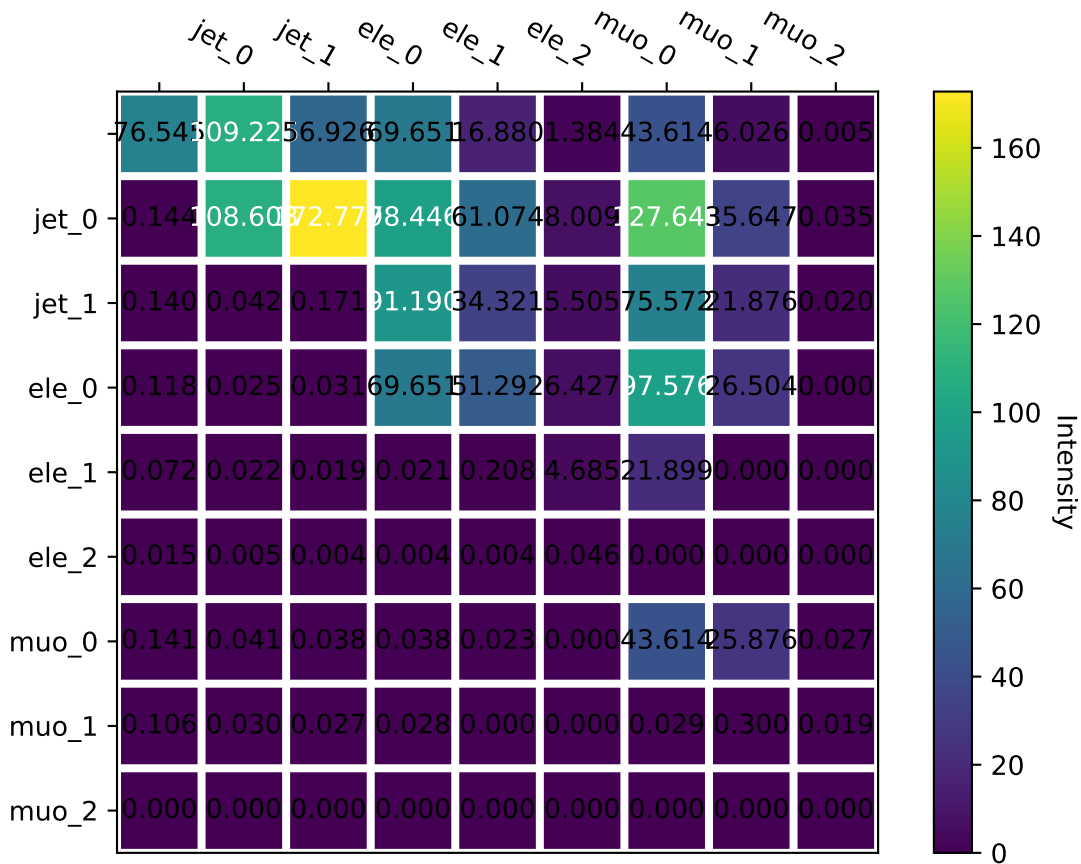 jet_0 jet_1 ele_0 ele_1 ele_2 muo_0 muo_1 muo_2
76.545 56.926 69.651 16.880 1.384 43.614 6.026 0.005
jet_0 0.144 98.446 61.074 8.009 35.647 0.035
jet_1 0.140 0.042 0.171 91.190 34.321 5.505 75.572 21.876 0.020
ele_0 0.118 0.025 0.031 69.651 51.292 6.427 97.576 26.504 0.000
ele_1 0.072 0.022 0.019 0.021 0.208 4.685 21.899 0.000 0.000
ele_2 0.015 0.005 0.004 0.004 0.004 0.046 0.000 0.000 0.000
muo_0 0.141 0.041 0.038 0.038 0.023 0.000 43.614 25.876 0.027
muo_1 0.106 0.030 0.027 0.028 0.000 0.000 0.029 0.300 0.019
muo_2 0.000 0.000 0.000 0.000 0.000 0.000 0.000 0.000 0.000
160
140
120
100
80
60
40
20
0
Intensity